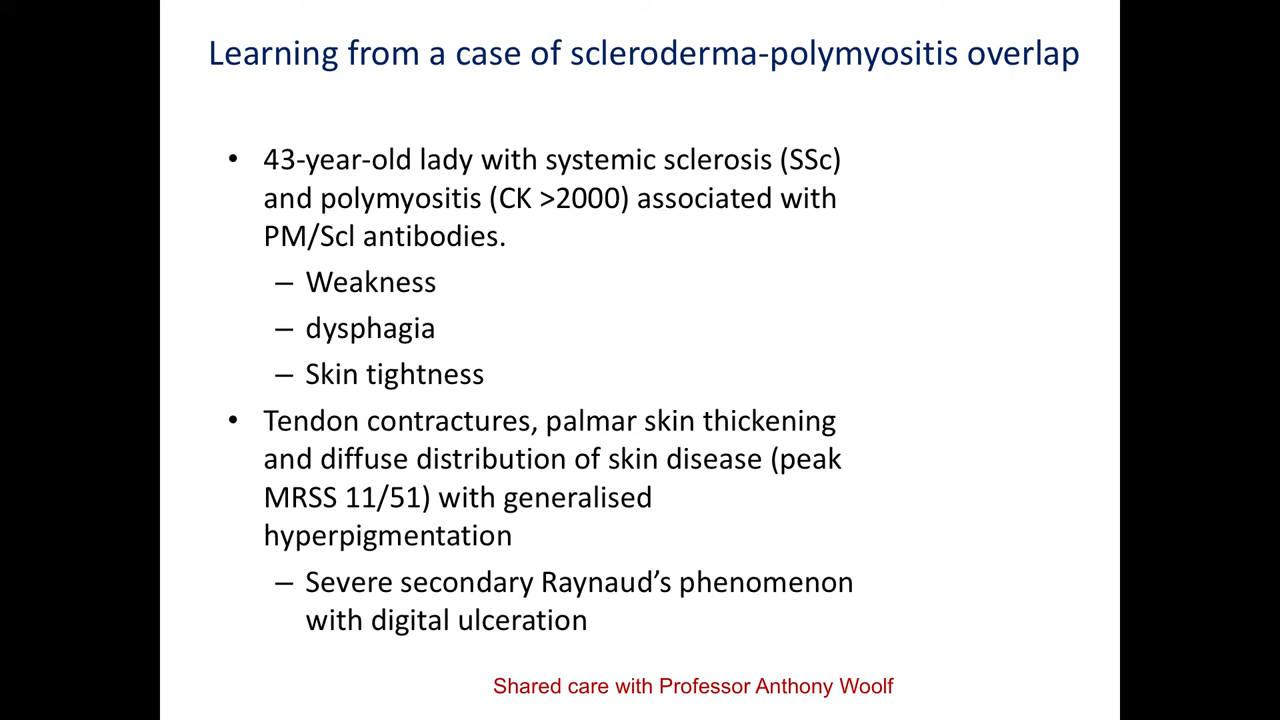 Learning from a case of scleroderma-polymyositis overlap
• 43-year-old lady with systemic sclerosis (SSc)
and polymyositis (CK >2000) associated with
PM/Scl antibodies.
– Weakness
– dysphagia
– Skin tightness
• Tendon contractures, palmar skin thickening
and diffuse distribution of skin disease (peak
MRSS 11/51) with generalised
hyperpigmentation
– Severe secondary Raynaud’s phenomenon
with digital ulceration
Shared care with Professor Anthony Woolf